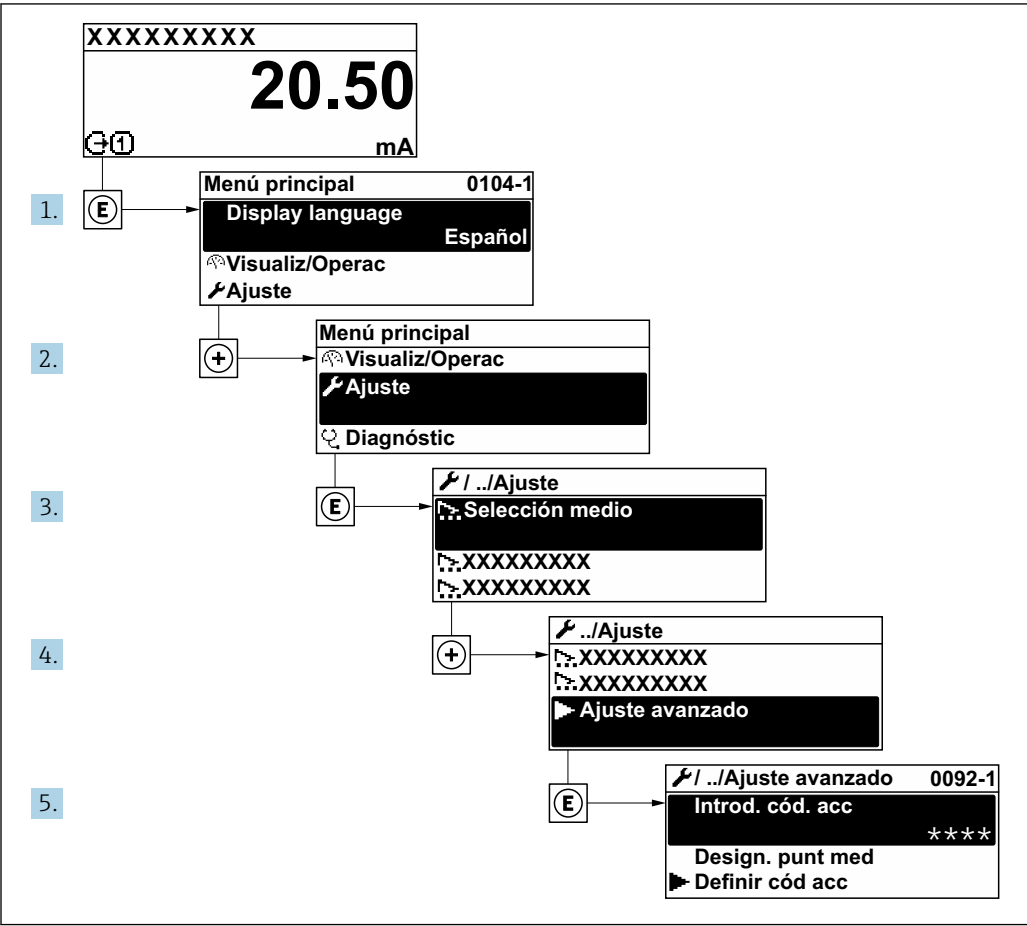 XXXXXXXXX
20.50
1 mA
1. E
Menú principal 0104-1
Display language
Español
Visualiz/Operac
Ajuste
2. +
Menú principal
Visualiz/Operac
Ajuste
Diagnóstic
3. E
/ ../Ajuste
Selección medio
XXXXXXXXX
XXXXXXXXX
4. +
../Ajuste
XXXXXXXXX
XXXXXXXXX
Ajuste avanzado
5. E
/ ../Ajuste avanzado 0092-1
Introd. cód. acc
****
Design. punt med
Definir cód acc